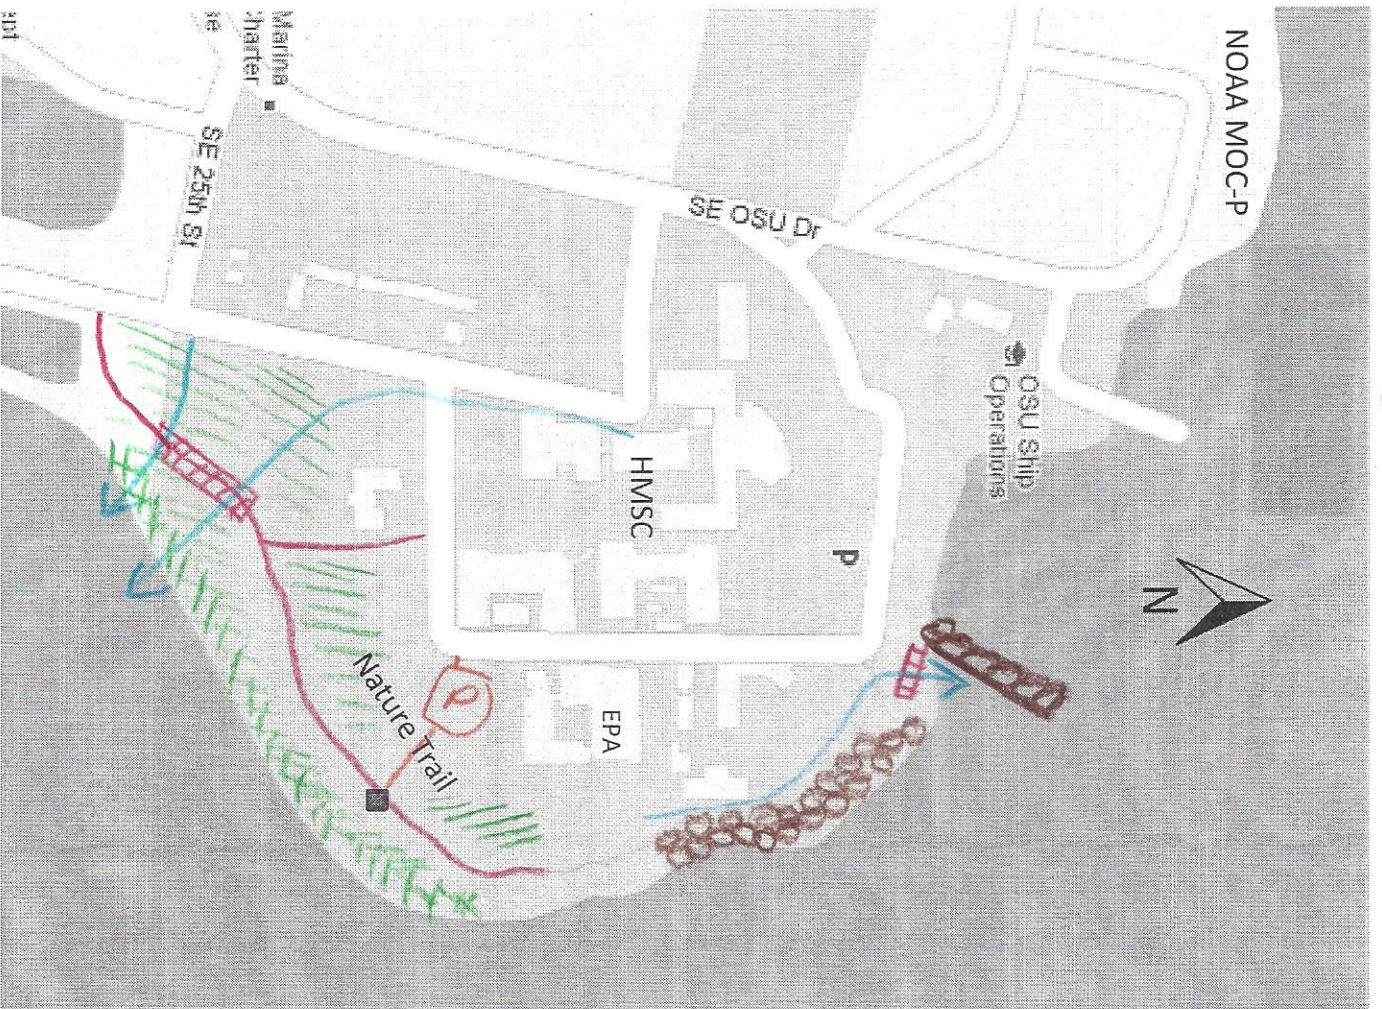 NOAA MOC-P
Marina
Charter
SE 25th St
SE OSU Dr
OSU Ship
Operations
HMSC
P
N
EPA
P
Nature Trail